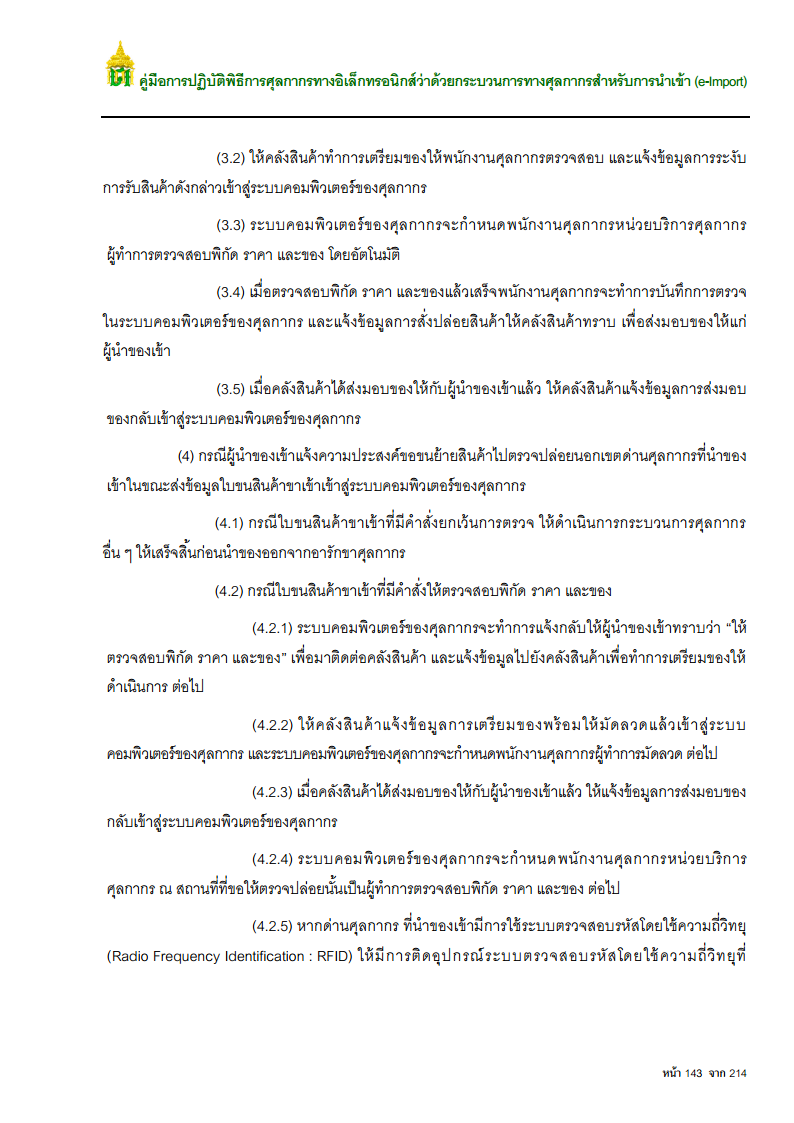 คู่มือการปฏิบัติพิธีการศุลกากรทางอิเล็กทรอนิกส์ว่าด้วยกระบวนการทางศุลกากรสำหรับการนำเข้า (e-Import)
(3.2) ให้คลังสินค้าทำการเตรียมของให้พนักงานศุลกากรตรวจสอบ และแจ้งข้อมูลการระงับ
การรับสินค้าดังกล่าวเข้าสู่ระบบคอมพิวเตอร์ของศุลกากร
(3.3) ระบบคอมพิวเตอร์ของศุลกากรจะกำหนดพนักงานศุลกากรหน่วยบริการศุลกากร
ผู้ทำการตรวจสอบพิกัด ราคา และของ โดยอัตโนมัติ
(3.4) เมื่อตรวจสอบพิกัด ราคา และของแล้วเสร็จพนักงานศุลกากรจะทำการบันทึกการตรวจ
ในระบบคอมพิวเตอร์ของศุลกากร และแจ้งข้อมูลการสั่งปล่อยสินค้าให้คลังสินค้าทราบ เพื่อส่งมอบของให้แก่
ผู้นำของเข้า
(3.5) เมื่อคลังสินค้าได้ส่งมอบของให้กับผู้นำของเข้าแล้ว ให้คลังสินค้าแจ้งข้อมูลการส่งมอบ
ของกลับเข้าสู่ระบบคอมพิวเตอร์ของศุลกากร
(4) กรณีผู้นำของเข้าแจ้งความประสงค์ขอขนย้ายสินค้าไปตรวจปล่อยนอกเขตด่านศุลกากรที่นำของ
เข้าในขณะส่งข้อมูลใบขนสินค้าขาเข้าเข้าสู่ระบบคอมพิวเตอร์ของศุลกากร
(4.1) กรณีใบขนสินค้าขาเข้าที่มีคำสั่งยกเว้นการตรวจ ให้ดำเนินการกระบวนการศุลกากร
อื่น ๆ ให้เสร็จสิ้นก่อนนำของออกจากอารักขาศุลกากร
(4.2) กรณีใบขนสินค้าขาเข้าที่มีคำสั่งให้ตรวจสอบพิกัด ราคา และของ
(4.2.1) ระบบคอมพิวเตอร์ของศุลกากรจะทำการแจ้งกลับให้ผู้นำของเข้าทราบว่า “ให้
ตรวจสอบพิกัด ราคา และของ” เพื่อมาติดต่อคลังสินค้า และแจ้งข้อมูลไปยังคลังสินค้าเพื่อทำการเตรียมของให้
ดำเนินการ ต่อไป
(4.2.2) ให้คลังสินค้าแจ้งข้อมูลการเตรียมของพร้อมให้มัดลวดแล้วเข้าสู่ระบบ
คอมพิวเตอร์ของศุลกากร และระบบคอมพิวเตอร์ของศุลกากรจะกำหนดพนักงานศุลกากรผู้ทำการมัดลวด ต่อไป
(4.2.3) เมื่อคลังสินค้าได้ส่งมอบของให้กับผู้นำของเข้าแล้ว ให้แจ้งข้อมูลการส่งมอบของ
กลับเข้าสู่ระบบคอมพิวเตอร์ของศุลกากร
(4.2.4) ระบบคอมพิวเตอร์ของศุลกากรจะกำหนดพนักงานศุลกากรหน่วยบริการ
ศุลกากร ณ สถานที่ที่ขอให้ตรวจปล่อยนั้นเป็นผู้ทำการตรวจสอบพิกัด ราคา และของ ต่อไป
(4.2.5) หากด่านศุลกากร ที่นำของเข้ามีการใช้ระบบตรวจสอบรหัสโดยใช้ความถี่วิทยุ
(Radio Frequency Identification : RFID) ให้มีการติดอุปกรณ์ระบบตรวจสอบรหัสโดยใช้ความถี่วิทยุที่
หน้า 143 จาก 214